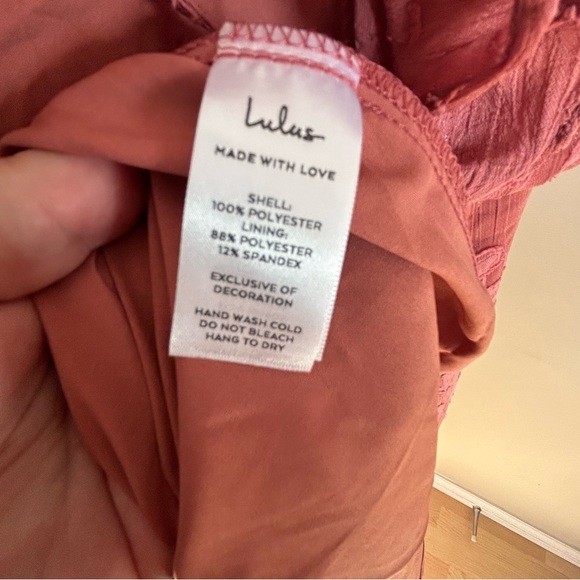 Lulus
MADE WITH LOVE
SHELL:
100% POLYESTER
LINING:
88% POLYESTER
12% SPANDEX
EXCLUSIVE OF
DECORATION
HAND WASH COLD
DO NOT BLEACH
HANG TO DRY